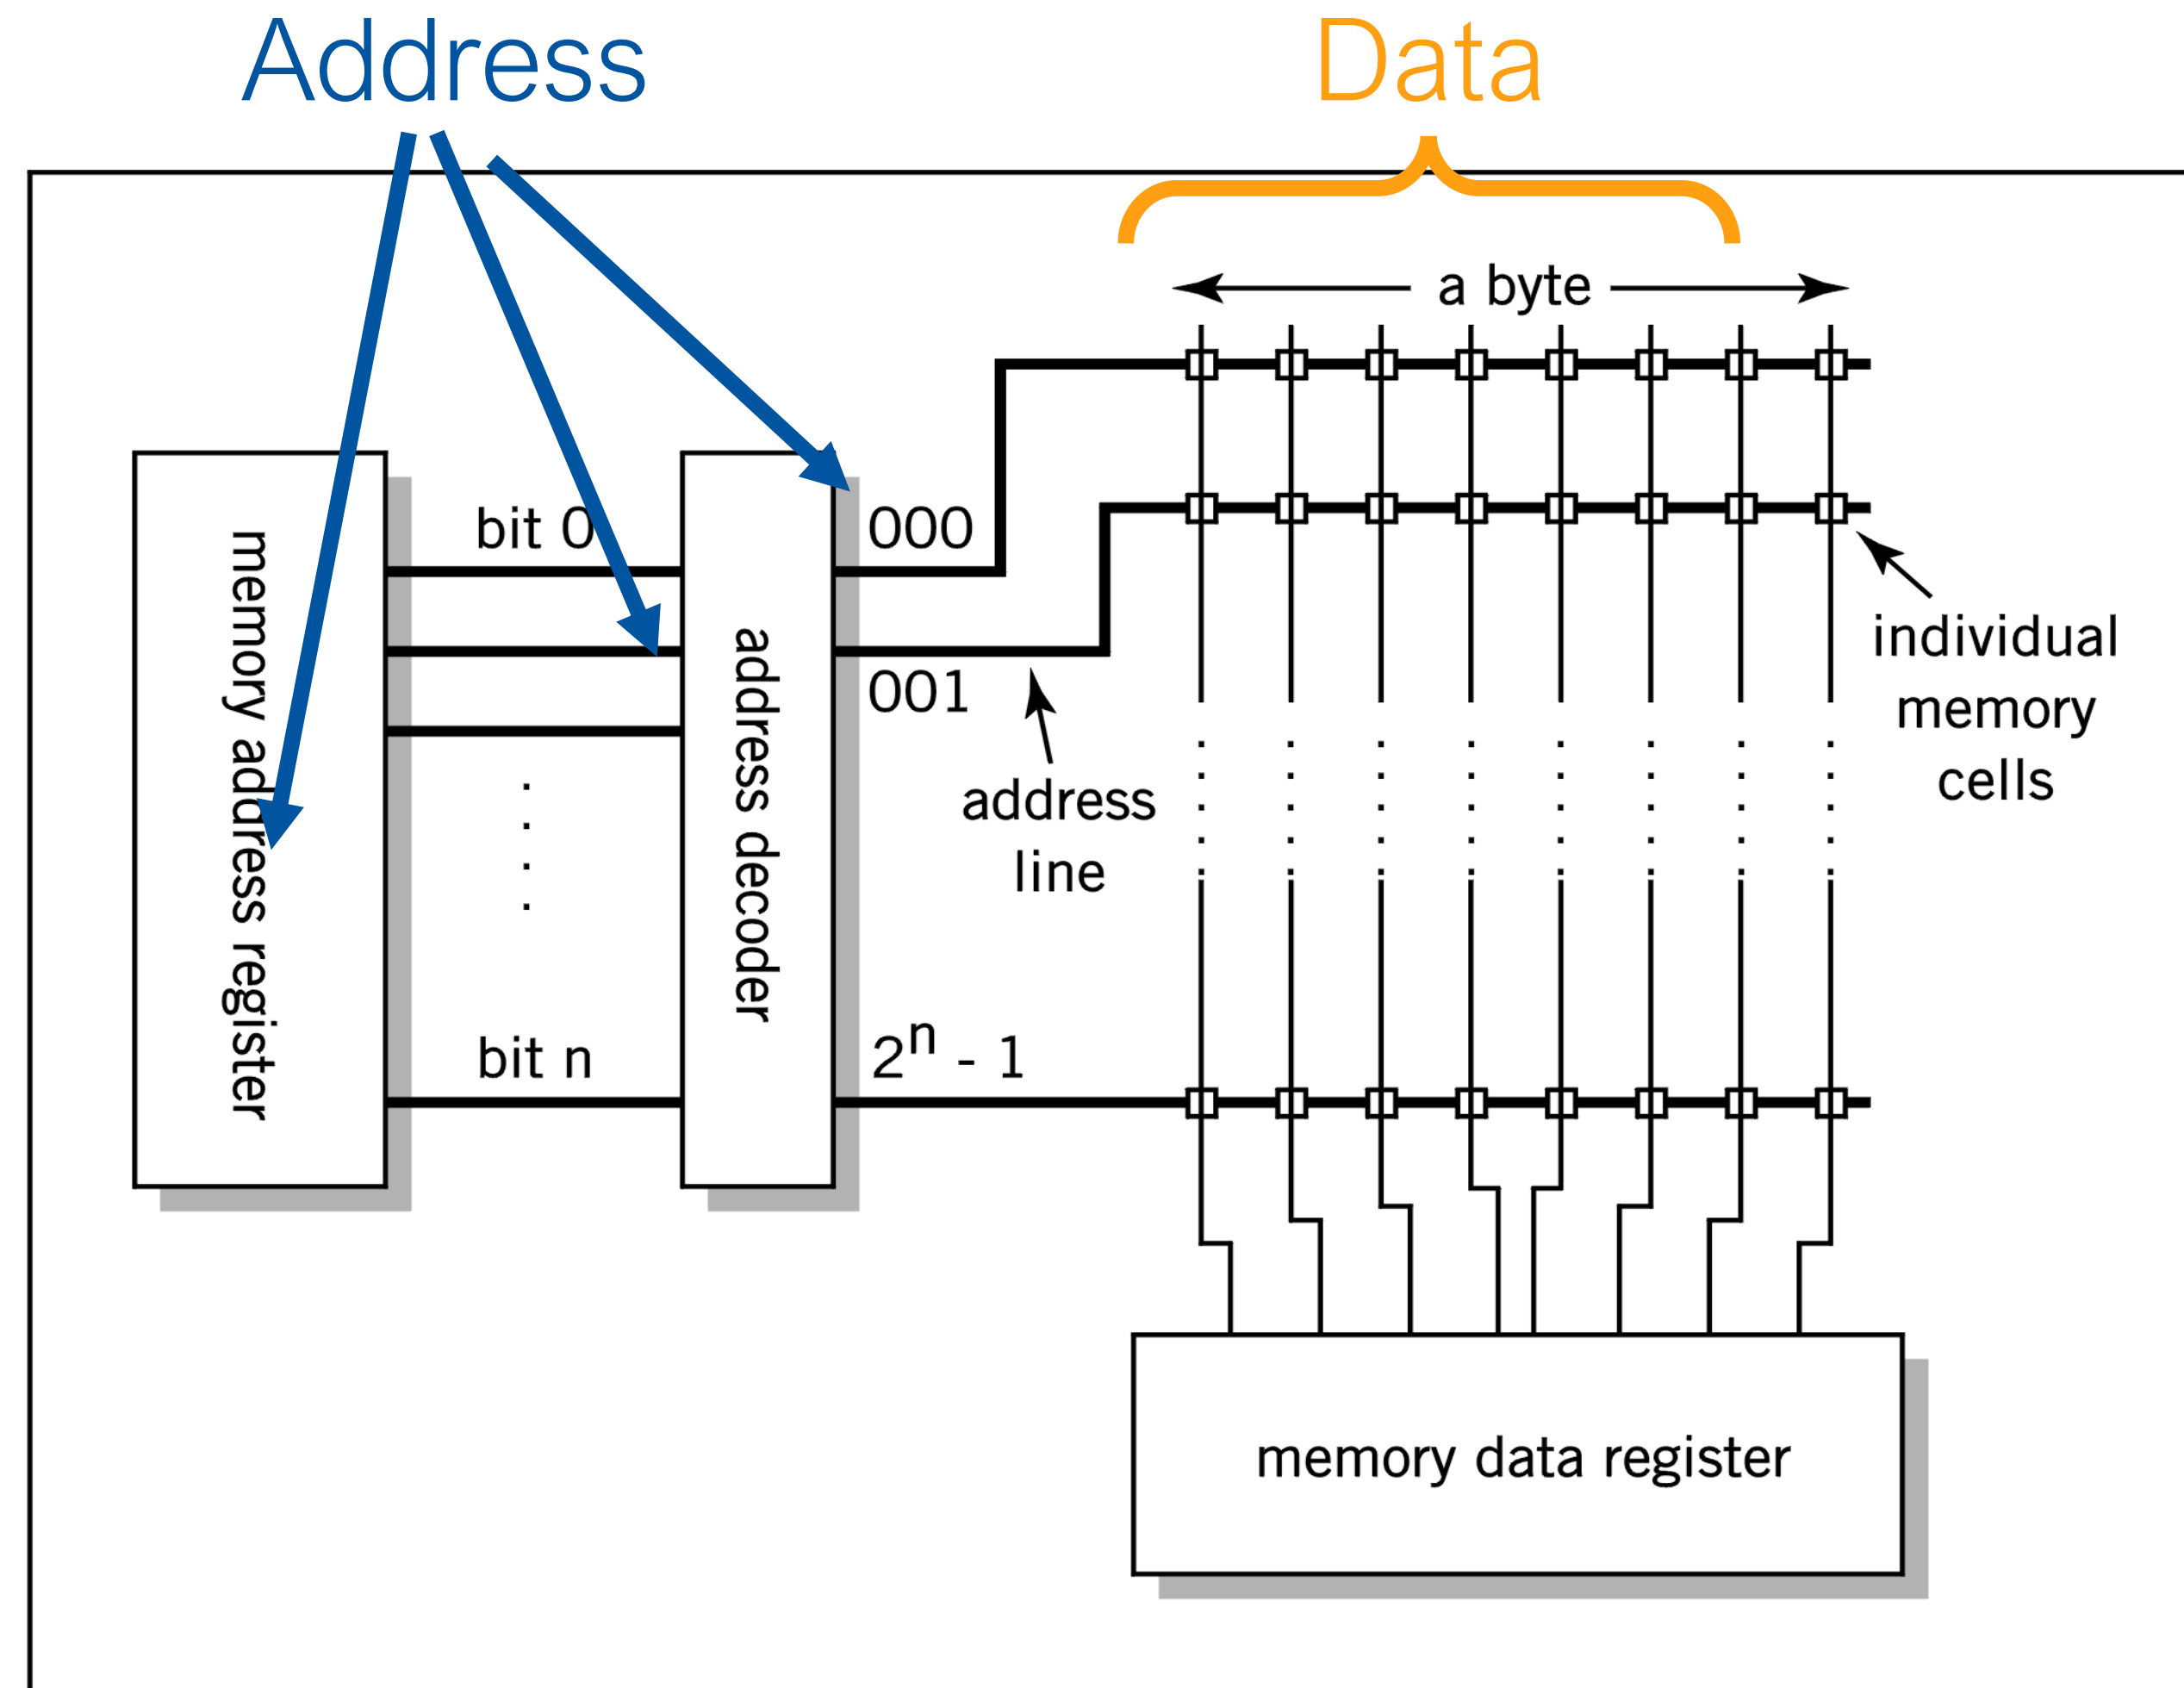 Address
Data
a byte
bit 0
000
001
address
line
individual
memory
cells
memory address register
address decoder
bit n
2ⁿ - 1
memory data register